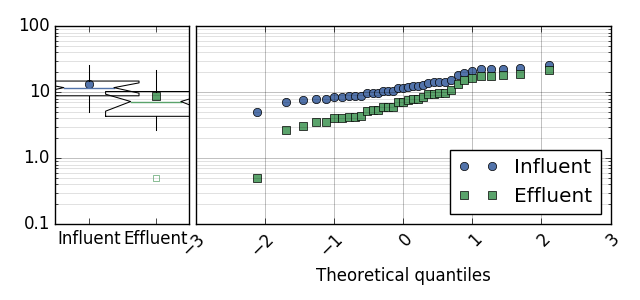 100
10
1.0
0.1
Influent Effluent
−3 −2 −1 0 1 2 3
Influent
Effluent
Theoretical quantiles